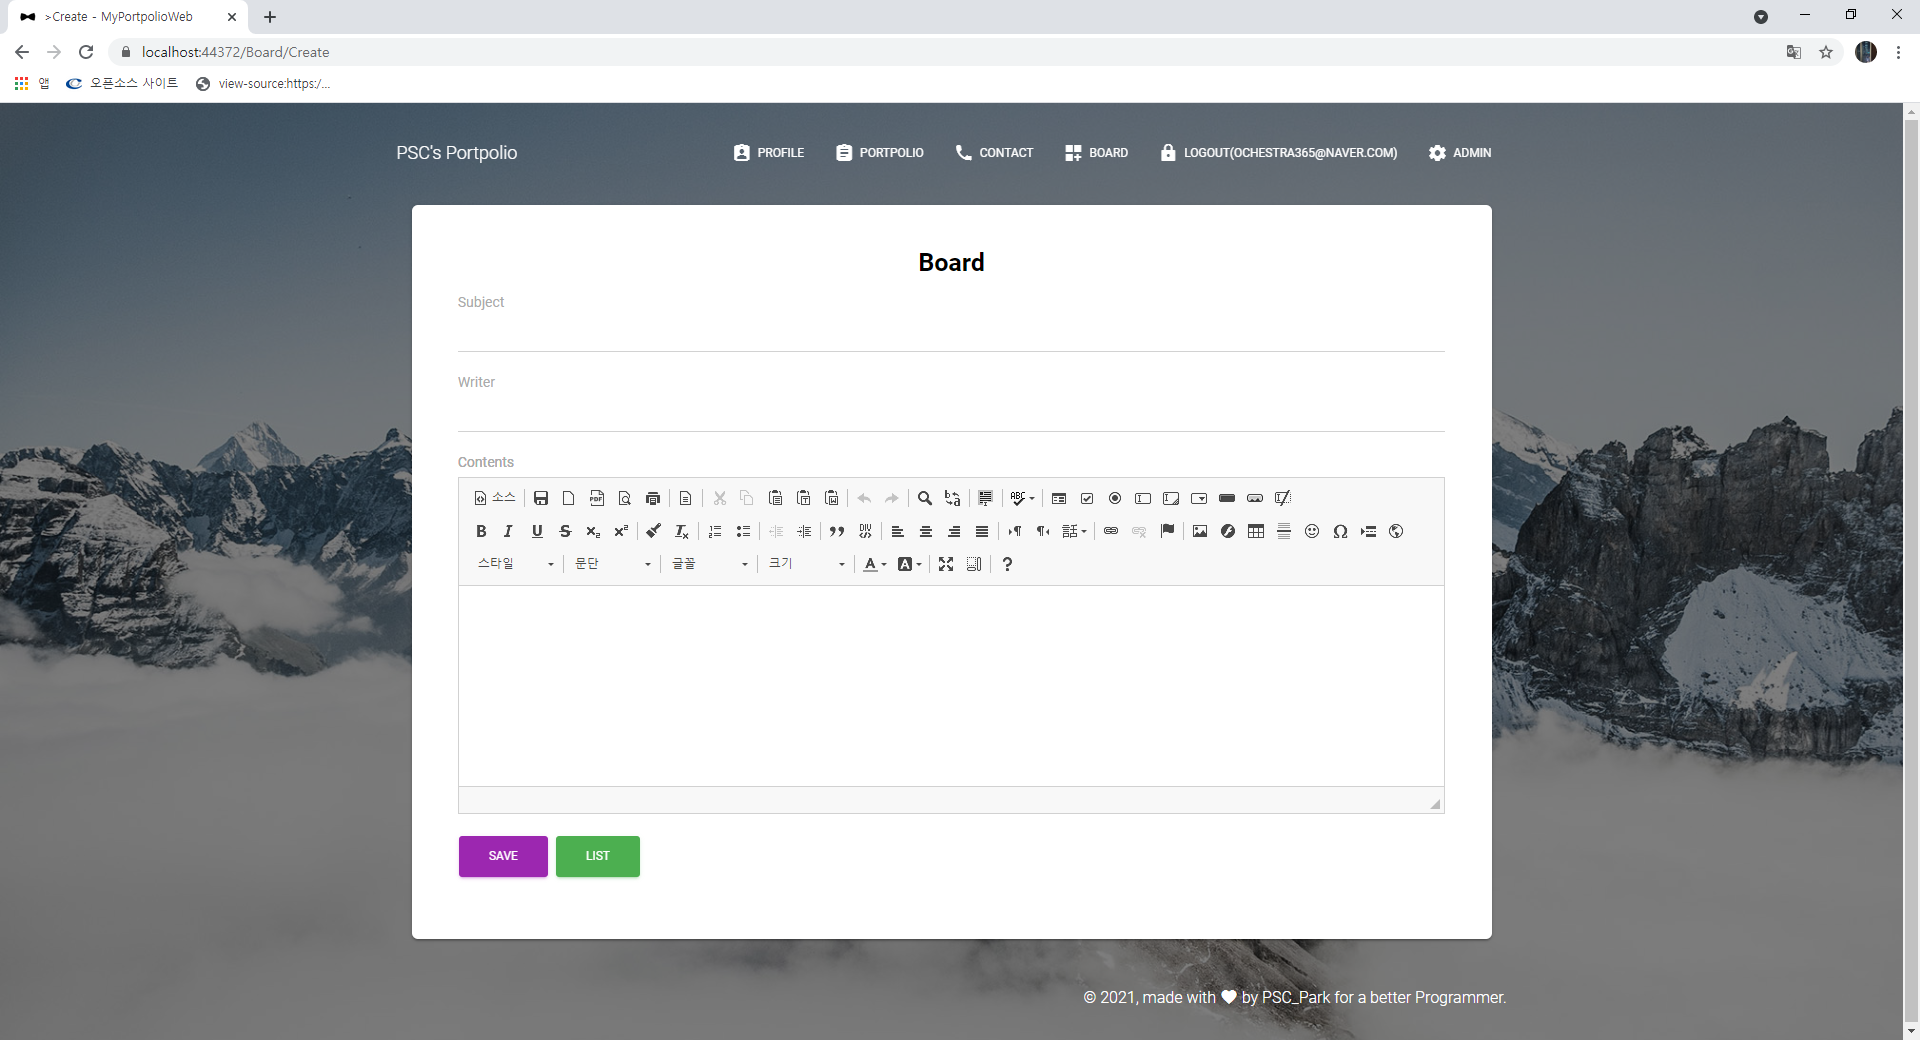 >Create - MyPortpolioWeb
localhost:44372/Board/Create
앱 오픈소스 사이트 view-source:https:/...
PSC's Portpolio PROFILE PORTPOLIO CONTACT BOARD LOGOUT(OCHESTRA365@NAVER.COM) ADMIN
Board
Subject
Writer
Contents
소스
스타일 문단 글꼴 크기
SAVE LIST
© 2021, made with ♥ by PSC_Park for a better Programmer.